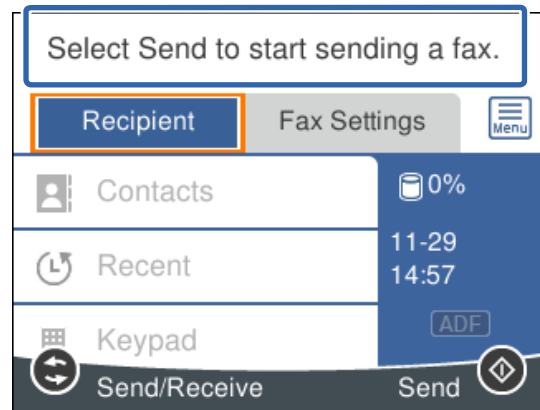 Select Send to start sending a fax.
Recipient
Fax Settings
Menu
Contacts
0%
11-29
Recent
14:57
Keypad
ADF
Send/Receive
Send